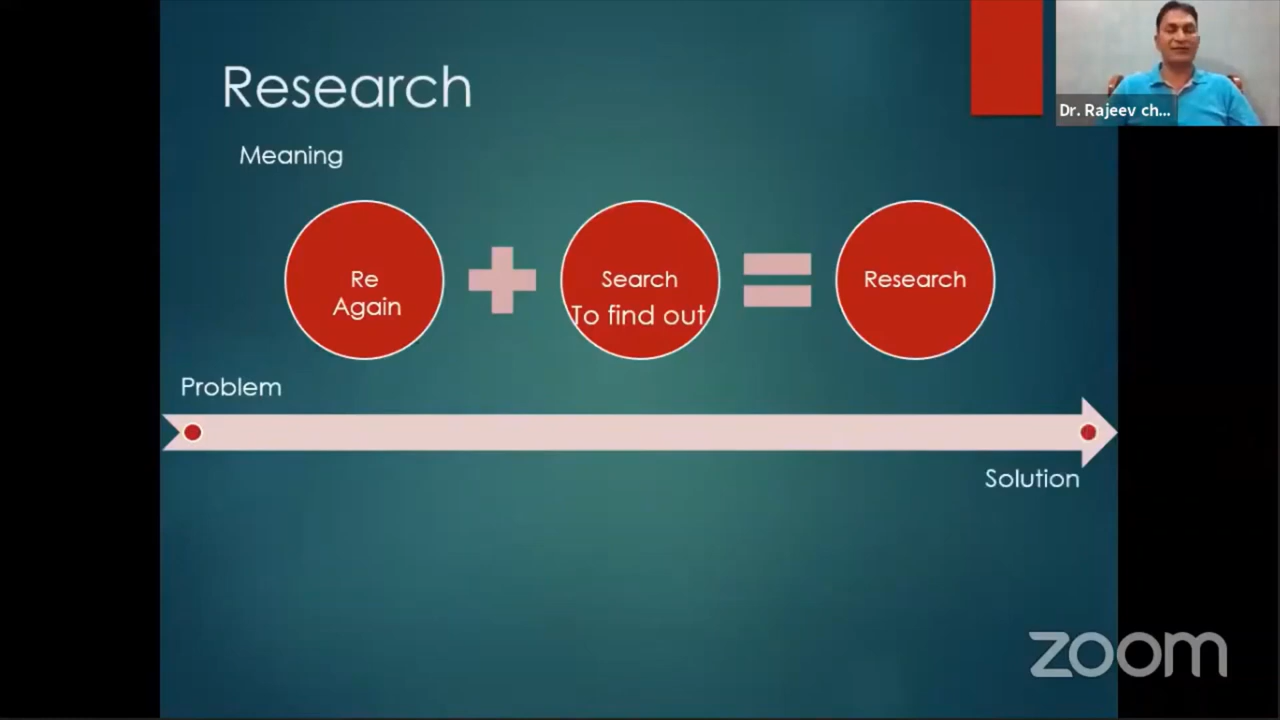 Research
Dr. Rajeev ch...
Meaning
Re
Again
Search
To find out
Research
Problem
Solution
zoom